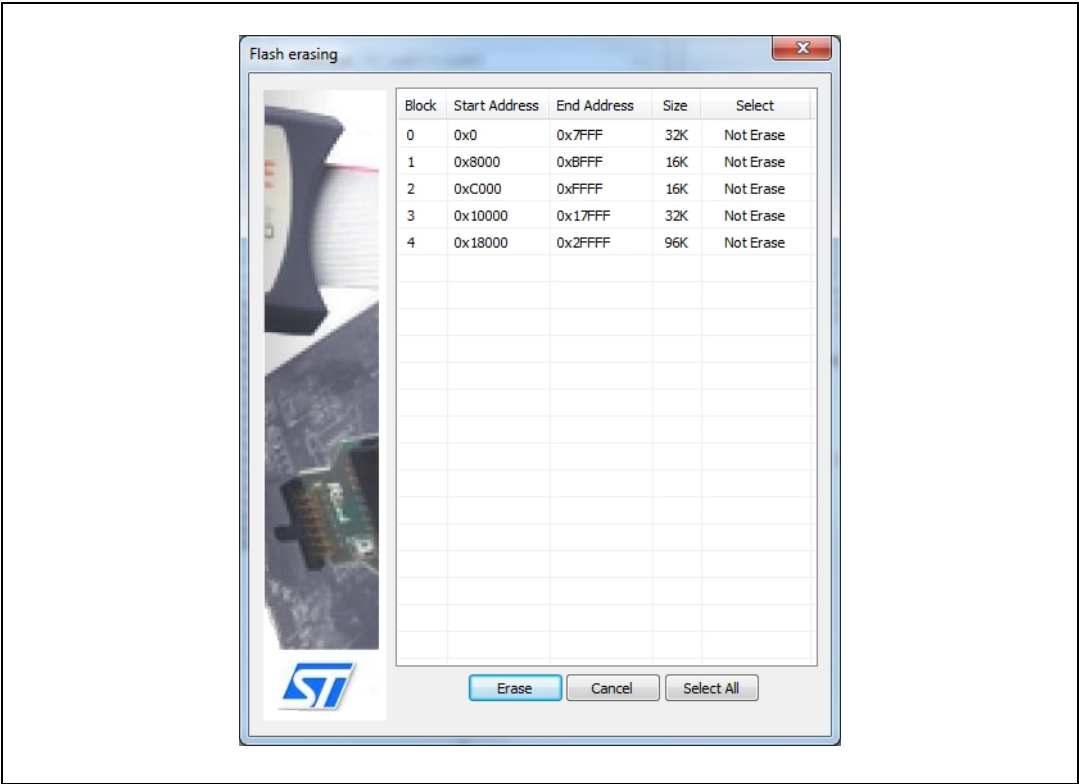 Flash erasing
Block Start Address End Address Size Select
0 0x0 0x7FFF 32K Not Erase
1 0x8000 0xBFFF 16K Not Erase
2 0xC000 0xFFFF 16K Not Erase
3 0x10000 0x17FFF 32K Not Erase
4 0x18000 0x2FFFF 96K Not Erase
ST
Erase Cancel Select All